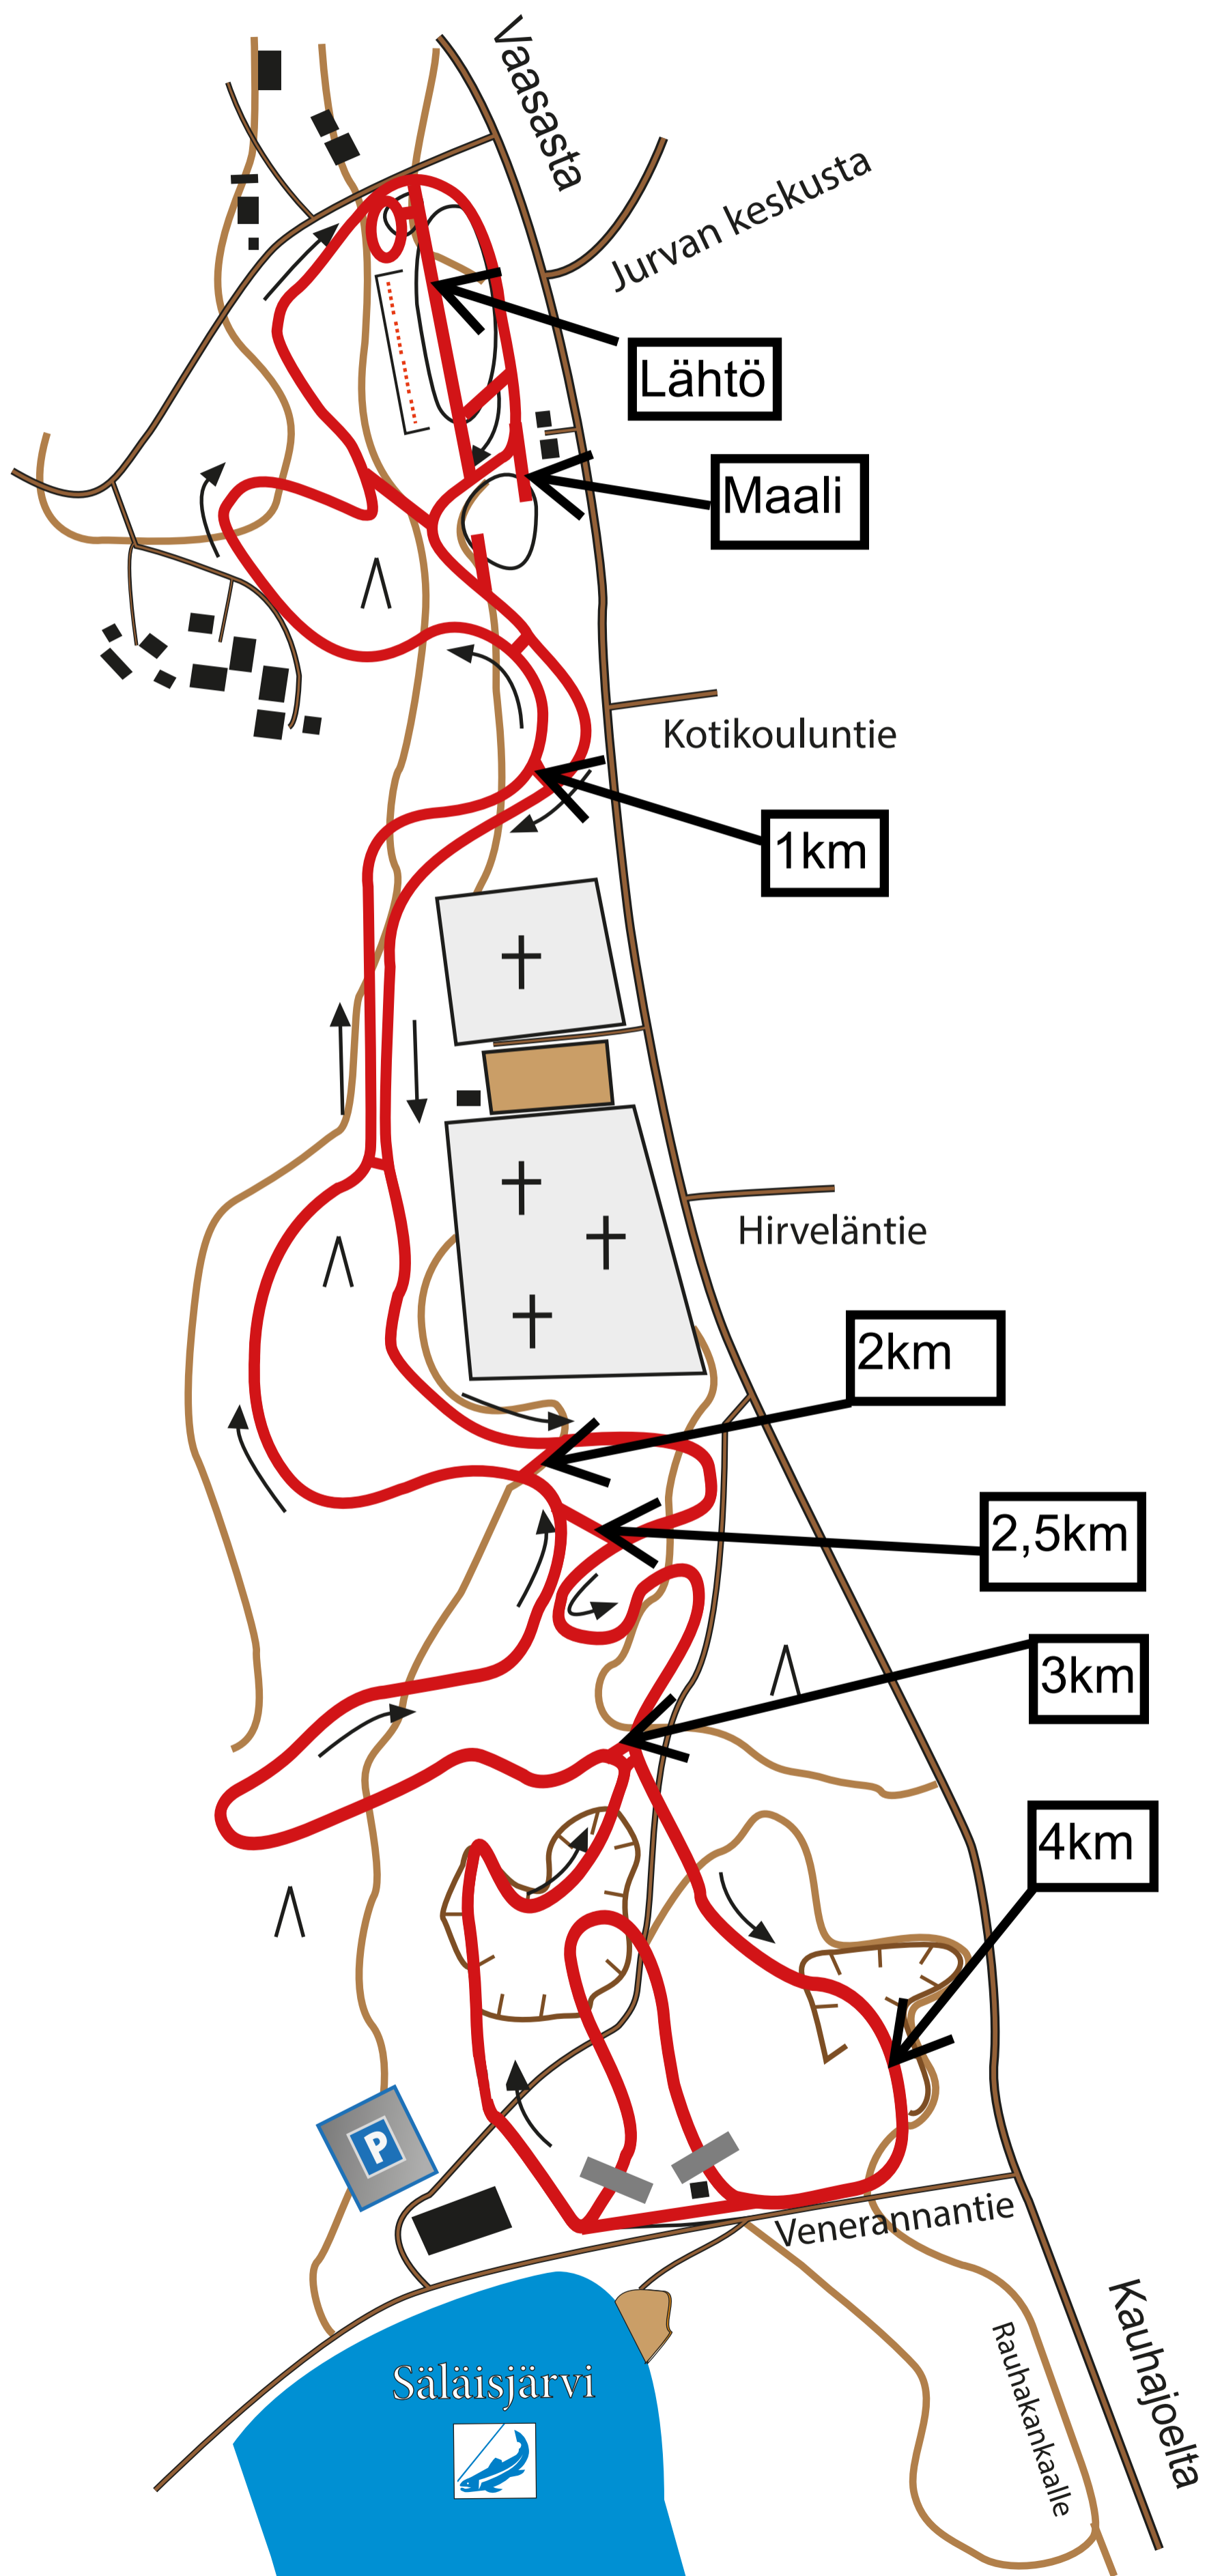 Vaasasta
Jurvan keskusta
Lähtö
Maali
Kotikouluntie
1km
Hirveläntie
2km
2,5km
3km
4km
P
Venerannantie
Kauhajoelta
Rauhakankaalle
Säläisjärvi